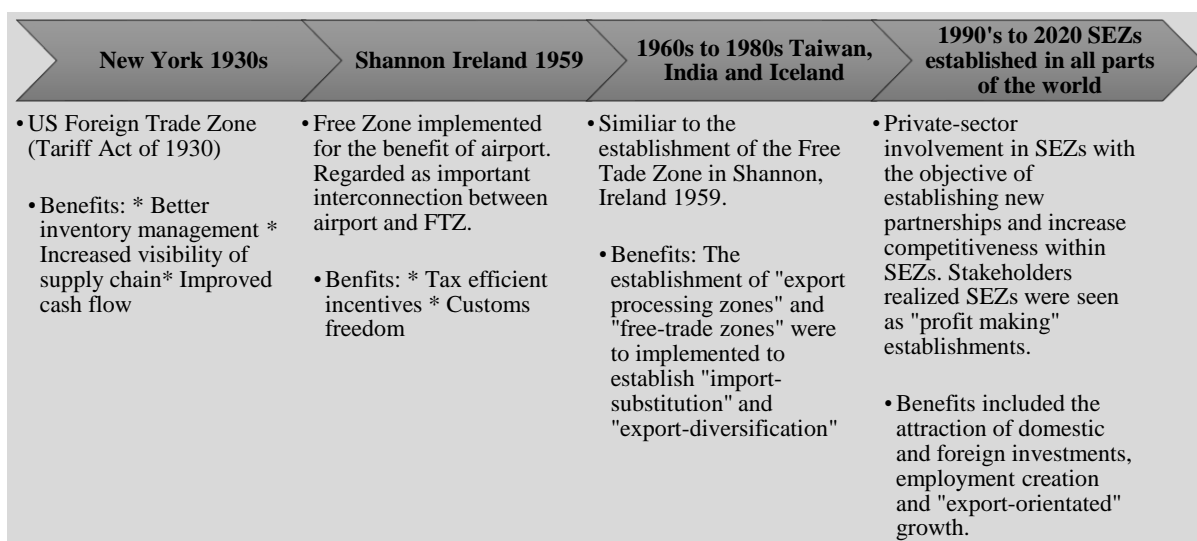 New York 1930s
• US Foreign Trade Zone
(Tariff Act of 1930)
• Benefits: * Better
inventory management *
Increased visibility of
supply chain* Improved
cash flow
Shannon Ireland 1959
• Free Zone implemented
for the benefit of airport.
Regarded as important
interconnection between
airport and FTZ.
• Benfits: * Tax efficient
incentives * Customs
freedom
1960s to 1980s Taiwan,
India and Iceland
• Similiar to the
establishment of the Free
Tade Zone in Shannon,
Ireland 1959.
• Benefits: The
establishment of "export
processing zones" and
"free-trade zones" were
to implemented to
establish "import-
substitution" and
"export-diversification"
1990's to 2020 SEZs
established in all parts
of the world
• Private-sector
involvement in SEZs with
the objective of
establishing new
partnerships and increase
competitiveness within
SEZs. Stakeholders
realized SEZs were seen
as "profit making"
establishments.
• Benefits included the
attraction of domestic
and foreign investments,
employment creation
and "export-orientated"
growth.